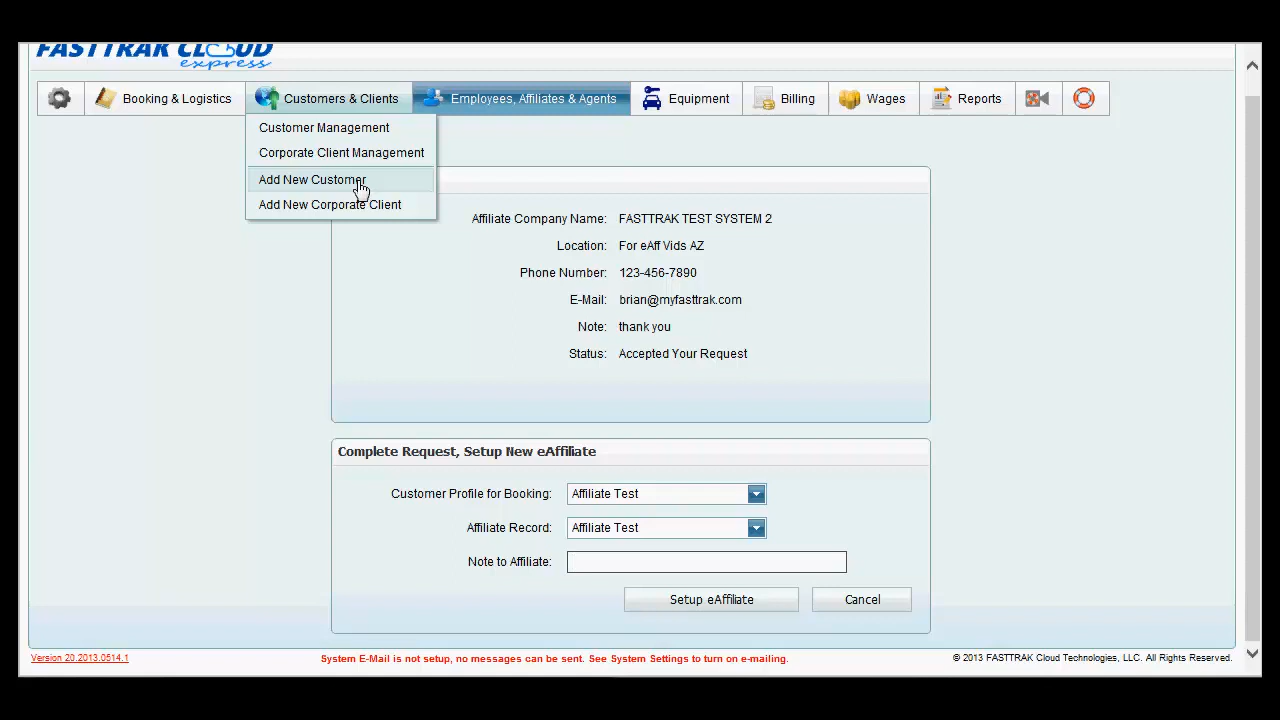 FASTTRAK CLOUD
express
Booking & Logistics
Customers & Clients
Employees, Affiliates & Agents
Equipment
Billing
Wages
Reports
Customer Management
Corporate Client Management
Add New Customer
Add New Corporate Client
Affiliate Company Name: FASTTRAK TEST SYSTEM 2
Location: For eAff Vids AZ
Phone Number: 123-456-7890
E-Mail: brian@myfasttrak.com
Note: thank you
Status: Accepted Your Request
Complete Request, Setup New eAffiliate
Customer Profile for Booking: Affiliate Test
Affiliate Record: Affiliate Test
Note to Affiliate:
Setup eAffiliate
Cancel
Version 20.2013.0514.1
System E-Mail is not setup, no messages can be sent. See System Settings to turn on e-mailing.
© 2013 FASTTRAK Cloud Technologies, LLC. All Rights Reserved.